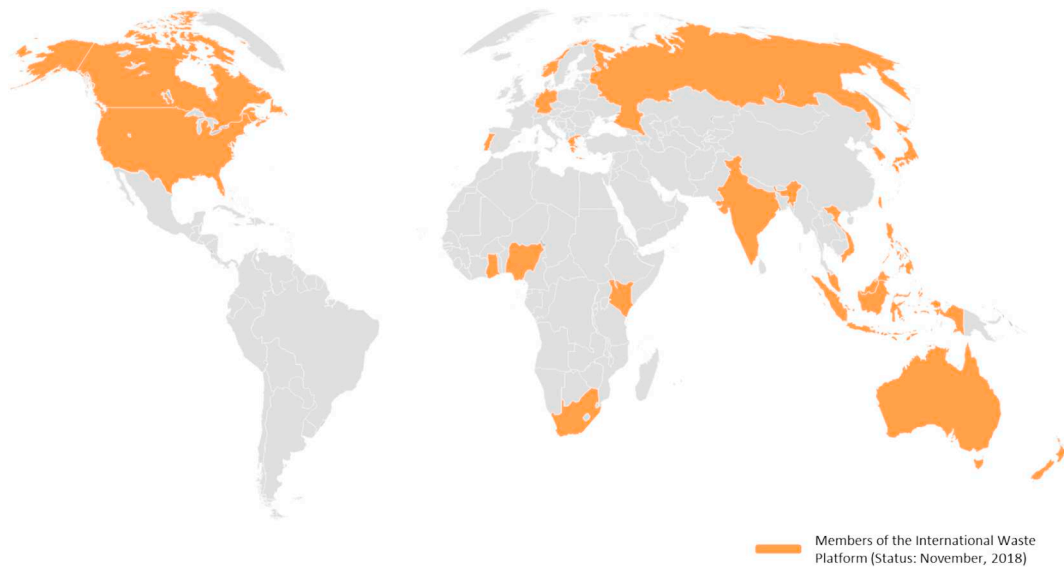 Members of the International Waste
Platform (Status: November, 2018)